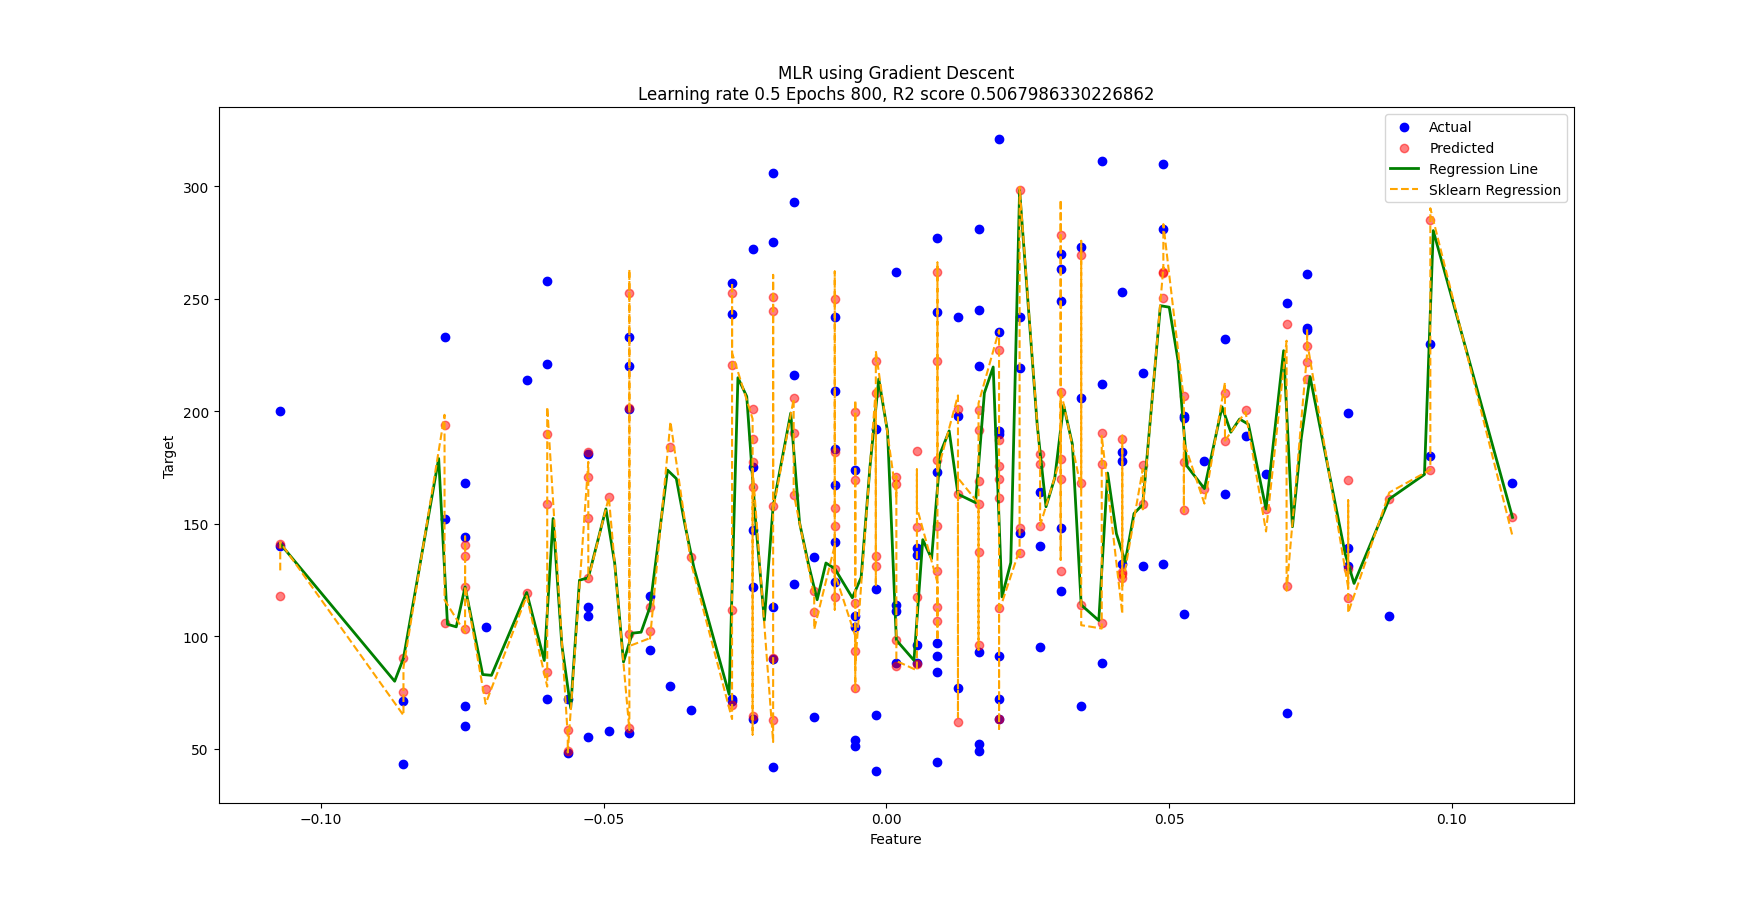 MLR using Gradient Descent
Learning rate 0.5 Epochs 800, R2 score 0.5067986330226862
Actual
Predicted
Regression Line
Sklearn Regression
300
250
200
150
100
50
Target
−0.10
−0.05
0.00
0.05
0.10
Feature